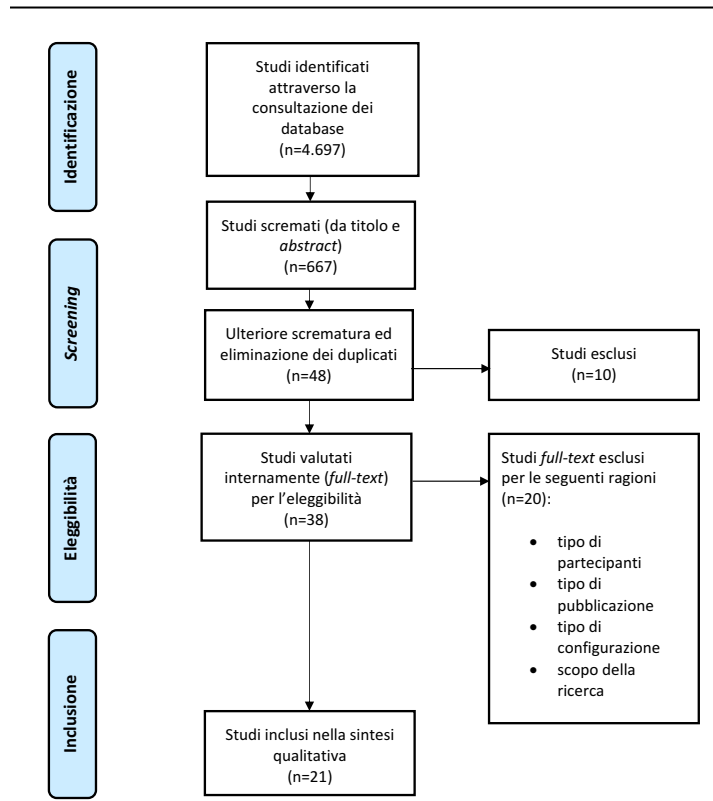 Identificazione
Studi identificati
attraverso la
consultazione dei
database
(n=4.697)
Studi scremati (da titolo e
abstract)
(n=667)
Screening
Ulteriore scrematura ed
eliminazione dei duplicati
(n=48)
Studi esclusi
(n=10)
Eleggibilità
Studi valutati
internamente (full-text)
per l'eleggibilità
(n=38)
Studi full-text esclusi
per le seguenti ragioni
(n=20):
• tipo di
partecipanti
• tipo di
pubblicazione
• tipo di
configurazione
• scopo della
ricerca
Inclusione
Studi inclusi nella sintesi
qualitativa
(n=21)